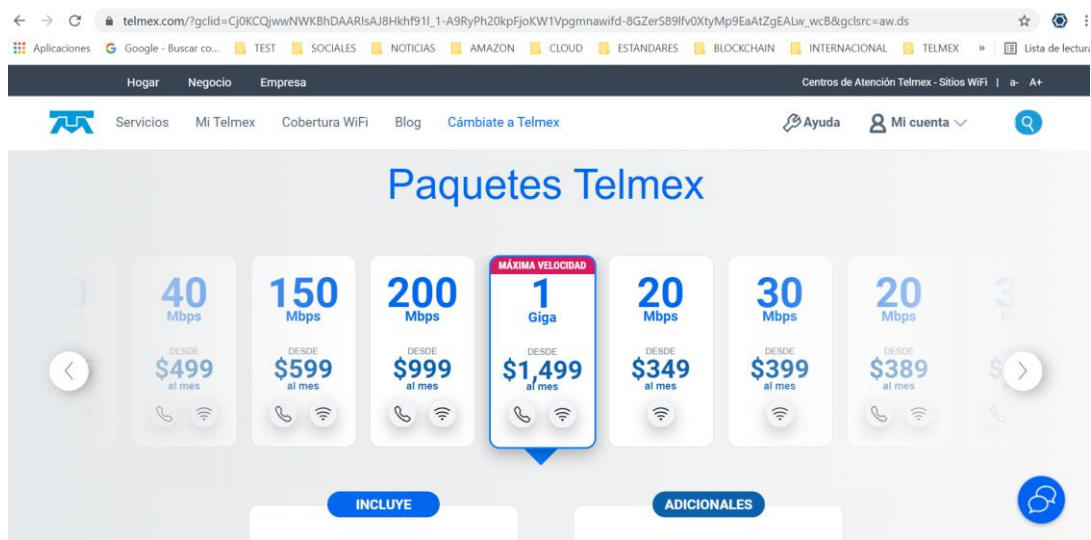 telmex.com/?gclid=Cj0KCQjwwNWKBhDAARIsAJ8Hkhf91l_1-A9RyPh20kpFjoKW1Vpgmnawifd-8GZerS89lfv0XtyMp9EaAtZgEALw_wcB&gclsrc=aw.ds
Aplicaciones Google - Buscar co... TEST SOCIALES NOTICIAS AMAZON CLOUD ESTANDARES BLOCKCHAIN INTERNACIONAL TELMEX » Lista de lectura
Hogar Negocio Empresa Centros de Atención Telmex - Sitios WiFi | a- A+
Servicios Mi Telmex Cobertura WiFi Blog Cámbiate a Telmex Ayuda Mi cuenta
Paquetes Telmex
MÁXIMA VELOCIDAD
40 150 200 1 20 30 20
Mbps Mbps Mbps Giga Mbps Mbps Mbps
DESDE DESDE DESDE DESDE DESDE DESDE DESDE
$499 $599 $999 $1,499 $349 $399 $389
al mes al mes al mes al mes al mes al mes al mes
INCLUYE ADICIONALES